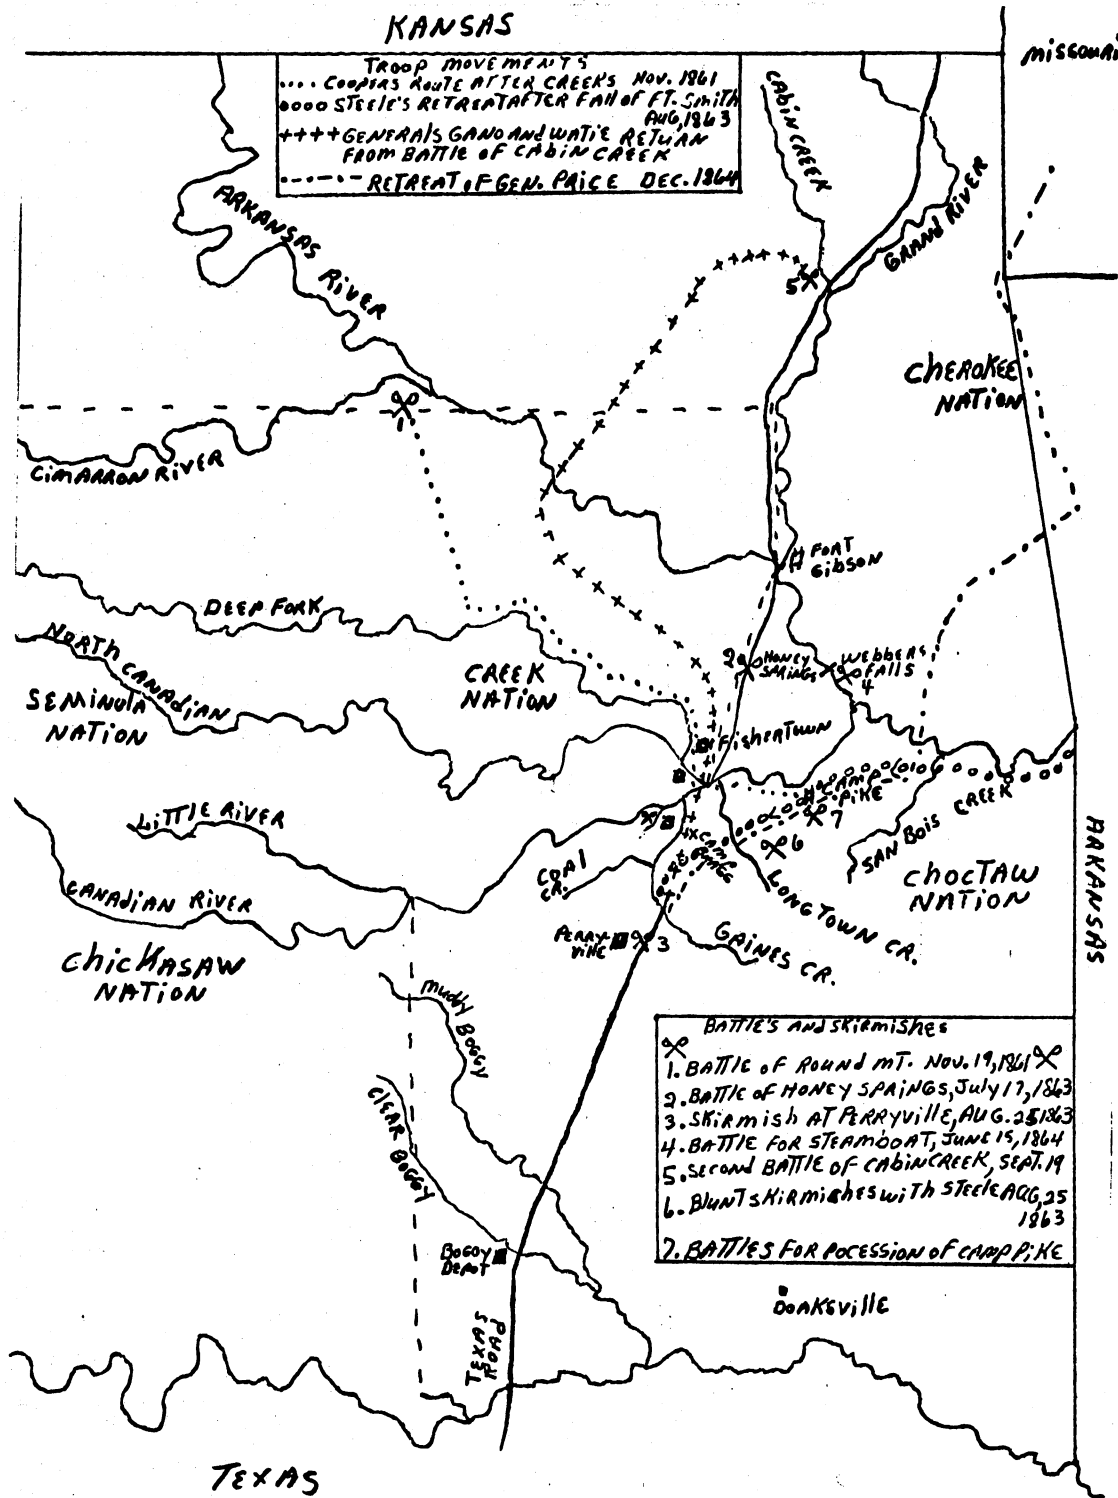 KANSAS
MISSOURI
TROOP MOVEMENTS
.... COOPERS ROUTE AFTER CREEKS NOV. 1861
oooo STEELE'S RETREAT AFTER FALL OF FT. SMITH
AUG, 1863
++++ GENERALS GANO AND WATIE RETURN
FROM BATTLE OF CABIN CREEK
-.-.-.- RETREAT OF GEN. PRICE DEC. 1864
CABIN CREEK
GRAND RIVER
ARKANSAS RIVER
5
CHEROKEE
NATION
1
CIMARRON RIVER
FORT
GIBSON
DEEP FORK
NORTH CANADIAN
SEMINULA
NATION
CREEK
NATION
2
HONEY
SPRINGS
WEBBERS
FALLS
4
FISHERTOWN
CAMP
PIKE
7
6
SAN BOIS CREEK
LITTLE RIVER
COAL
CR.
CAMP
CHOCTAW
NATION
ARKANSAS
CANADIAN RIVER
LONGTOWN CR.
PERRY
VILLE
3
GAINES CR.
CHICKASAW
NATION
MUDDY BOGGY
CLEAR BOGGY
BATTLE'S AND SKIRMISHES
1. BATTLE OF ROUND MT. NOV. 19, 1861
2. BATTLE OF HONEY SPRINGS, July 17, 1863
3. SKIRMISH AT PERRYVILLE, AUG. 25 1863
4. BATTLE FOR STEAMBOAT, JUNE 15, 1864
5. SECOND BATTLE OF CABIN CREEK, SEPT. 19
6. BLUNT SKIRMISHES WITH STEELE AUG, 25
1863
7. BATTLES FOR POCESSION OF CAMP PIKE
BOGGY
DEPOT
DOAKSVILLE
TEXAS
ROAD
TEXAS